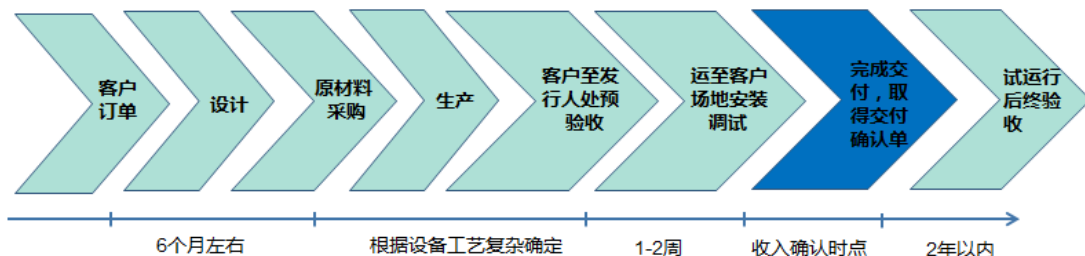 客户
订单
设计
原材料
采购
生产
客户至发
行人处预
验收
运至客户
场地安装
调试
完成交
付，取
得交付
确认单
试运行
后终验
收
6个月左右
根据设备工艺复杂确定
1-2周
收入确认时点
2年以内